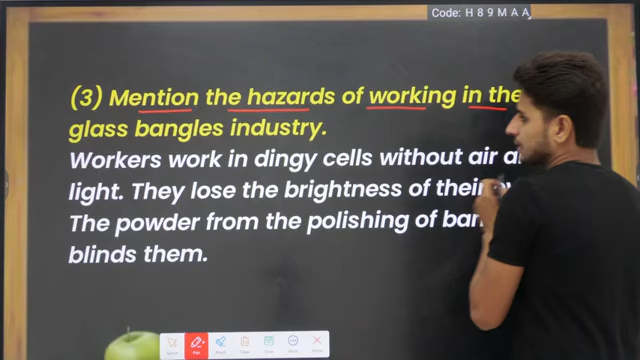 Code: H 8 9 M A A
(3) Mention the hazards of working in the
glass bangles industry.
Workers work in dingy cells without air
light. They lose the brightness of their
The powder from the polishing of
blinds them.
Pen